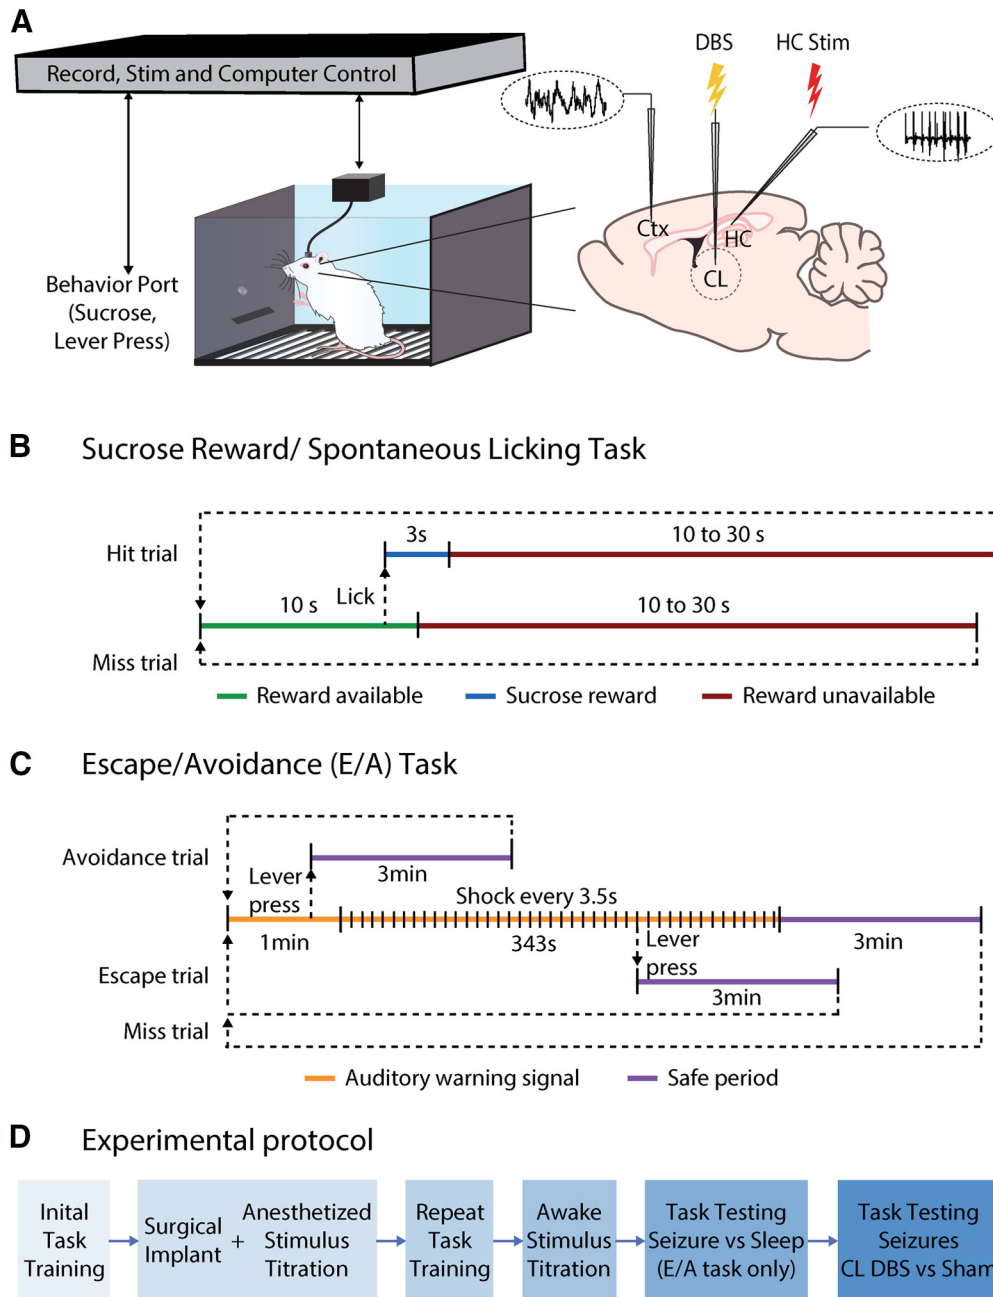 A
Record, Stim and Computer Control
DBS
HC Stim
Ctx
HC
CL
Behavior Port
(Sucrose,
Lever Press)
B
Sucrose Reward/ Spontaneous Licking Task
Hit trial
3s
10 to 30 s
Lick
10 s
10 to 30 s
Miss trial
Reward available
Sucrose reward
Reward unavailable
C
Escape/Avoidance (E/A) Task
Avoidance trial
3min
Lever
press
Shock every 3.5s
1min
343s
Lever
press
3min
Escape trial
3min
Miss trial
Auditory warning signal
Safe period
D
Experimental protocol
Inital
Task
Training
Surgical
Implant
+
Anesthetized
Stimulus
Titration
Repeat
Task
Training
Awake
Stimulus
Titration
Task Testing
Seizure vs Sleep
(E/A task only)
Task Testing
Seizures
CL DBS vs Sham